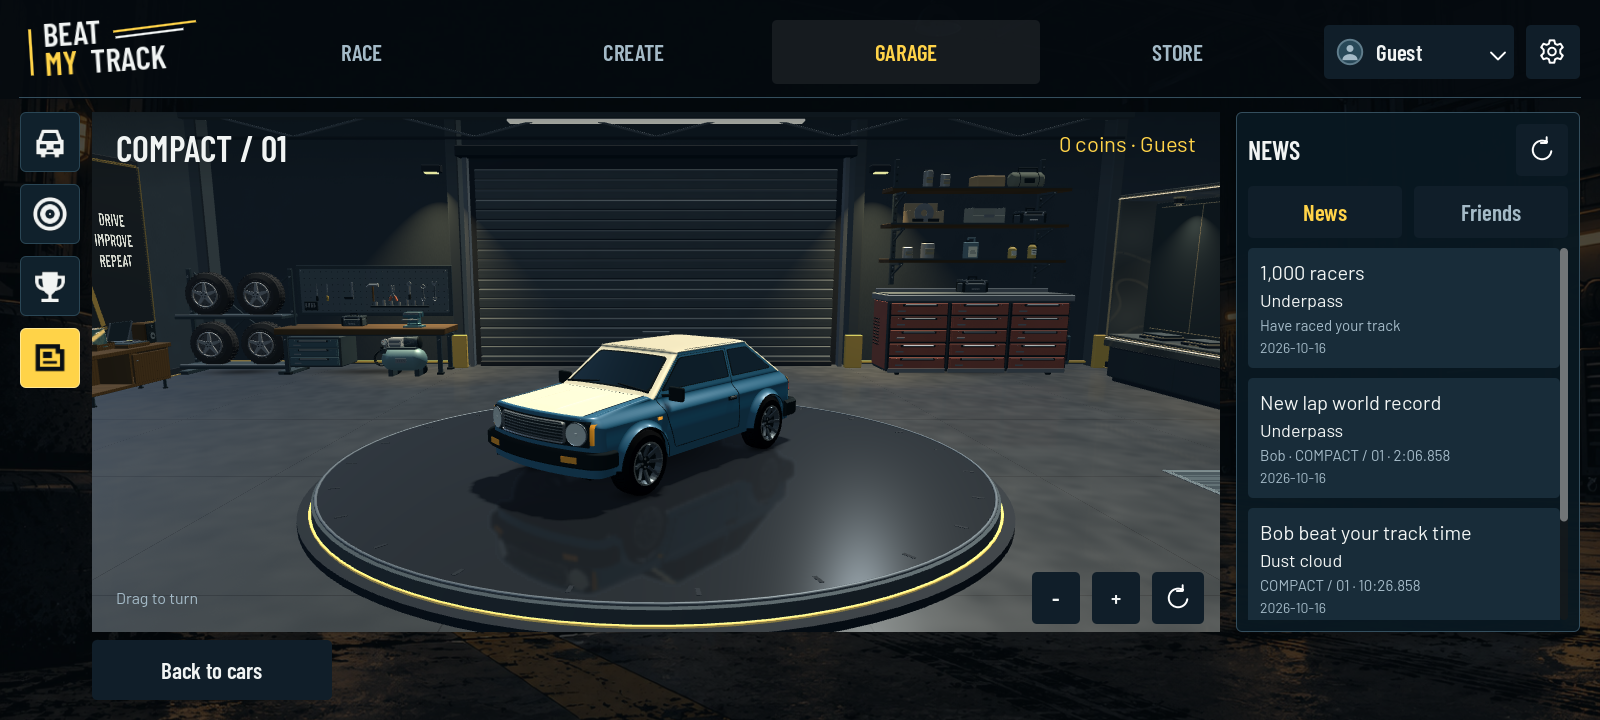 BEAT
MY TRACK
RACE
CREATE
GARAGE
STORE
Guest
COMPACT / 01
0 coins · Guest
DRIVE
IMPROVE
REPEAT
Drag to turn
-
+
Back to cars
NEWS
News
Friends
1,000 racers
Underpass
Have raced your track
2026-10-16
New lap world record
Underpass
Bob · COMPACT / 01 · 2:06.858
2026-10-16
Bob beat your track time
Dust cloud
COMPACT / 01 · 10:26.858
2026-10-16